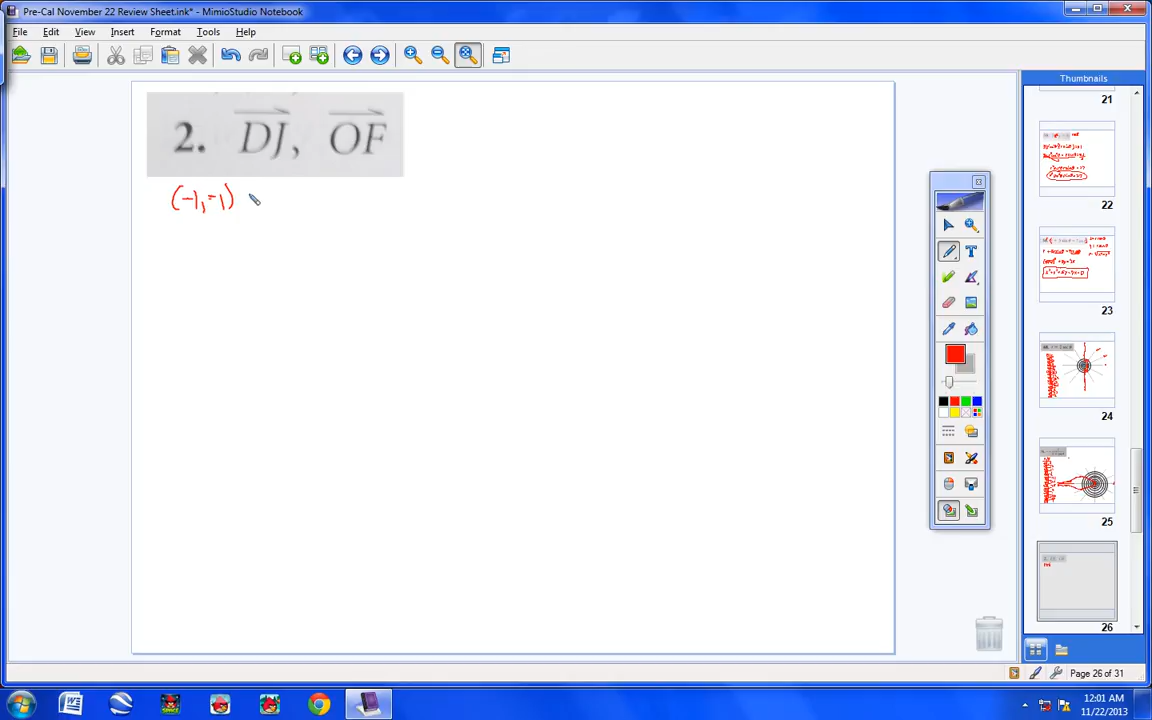 Pre-Cal November 22 Review Sheet.ink* - MimioStudio Notebook
File Edit View Insert Format Tools Help
Thumbnails
21
2. DJ, OF
(-1,-1)
22
23
24
25
26
Page 26 of 31
12:01 AM
11/22/2013